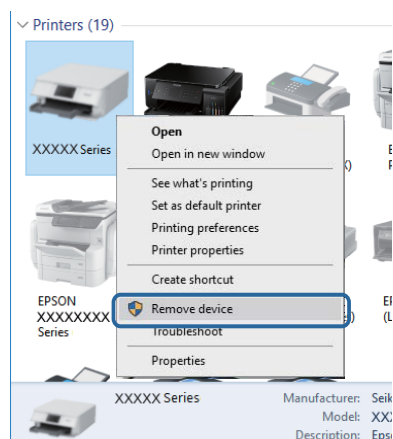 Printers (19)
XXXXX Series
Open
Open in new window
See what's printing
Set as default printer
Printing preferences
Printer properties
Create shortcut
Remove device
Troubleshoot
Properties
EPSON
XXXXXXXX
Series
XXXXX Series
Manufacturer:
Model:
Description: